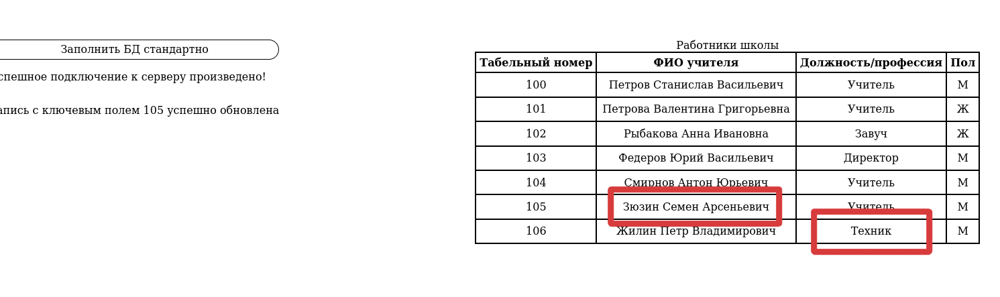 Заполнить БД стандартно
спешное подключение к серверу произведено!
апись с ключевым полем 105 успешно обновлена
Работники школы
Табельный номер ФИО учителя Должность/профессия Пол
100 Петров Станислав Васильевич Учитель М
101 Петрова Валентина Григорьевна Учитель Ж
102 Рыбакова Анна Ивановна Завуч Ж
103 Федеров Юрий Васильевич Директор М
104 Смирнов Антон Юрьевич Учитель М
105 Зюзин Семен Арсеньевич Учитель М
106 Жилин Петр Владимирович Техник М